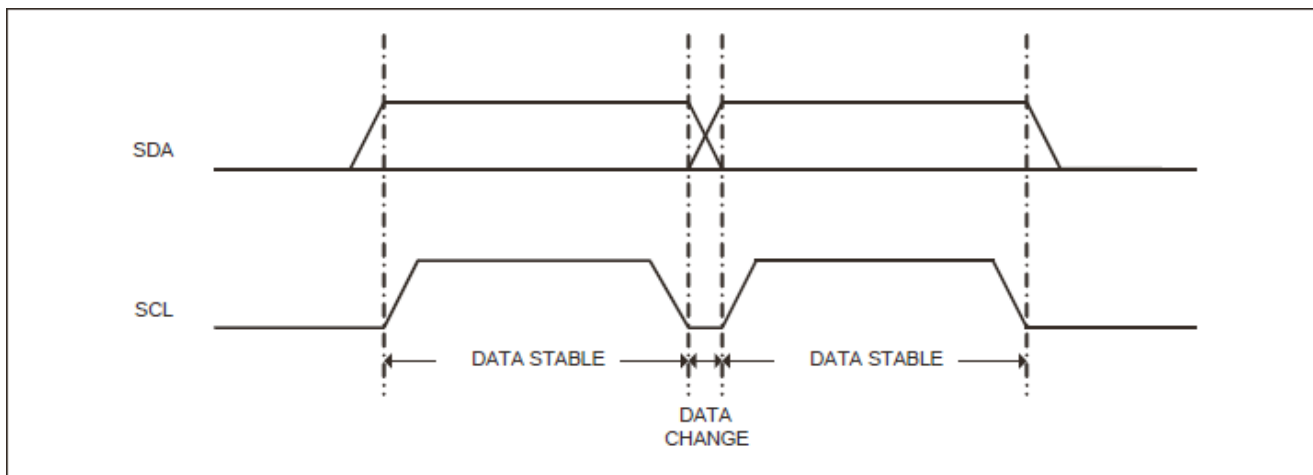 SDA
SCL
DATA STABLE
DATA STABLE
DATA
CHANGE